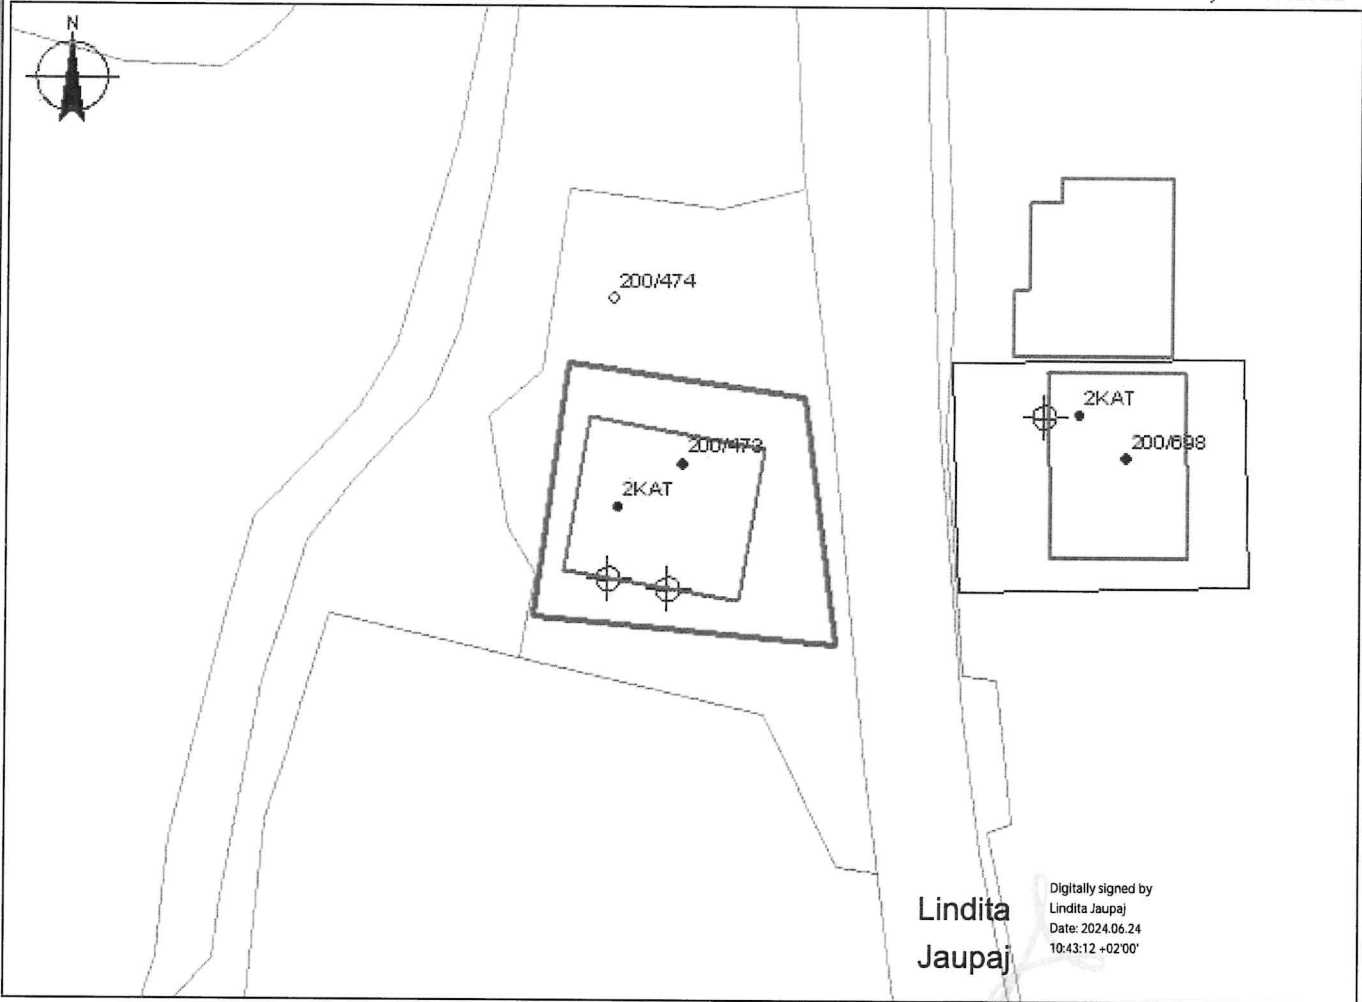 N
200/474
2KAT
200/473
200/698
2KAT
Lindita
Jaupaj
Digitally signed by
Lindita Jaupaj
Date: 2024.06.24
10:43:12 +02'00'